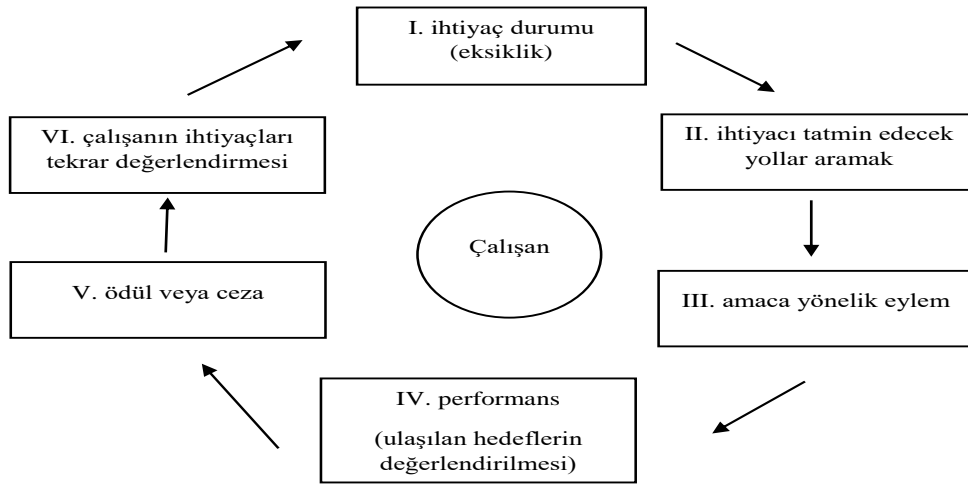 I. ihtiyaç durumu
(eksiklik)
II. ihtiyacı tatmin edecek
yollar aramak
III. amaca yönelik eylem
IV. performans
(ulaşılan hedeflerin
değerlendirilmesi)
V. ödül veya ceza
VI. çalışanın ihtiyaçları
tekrar değerlendirmesi
Çalışan